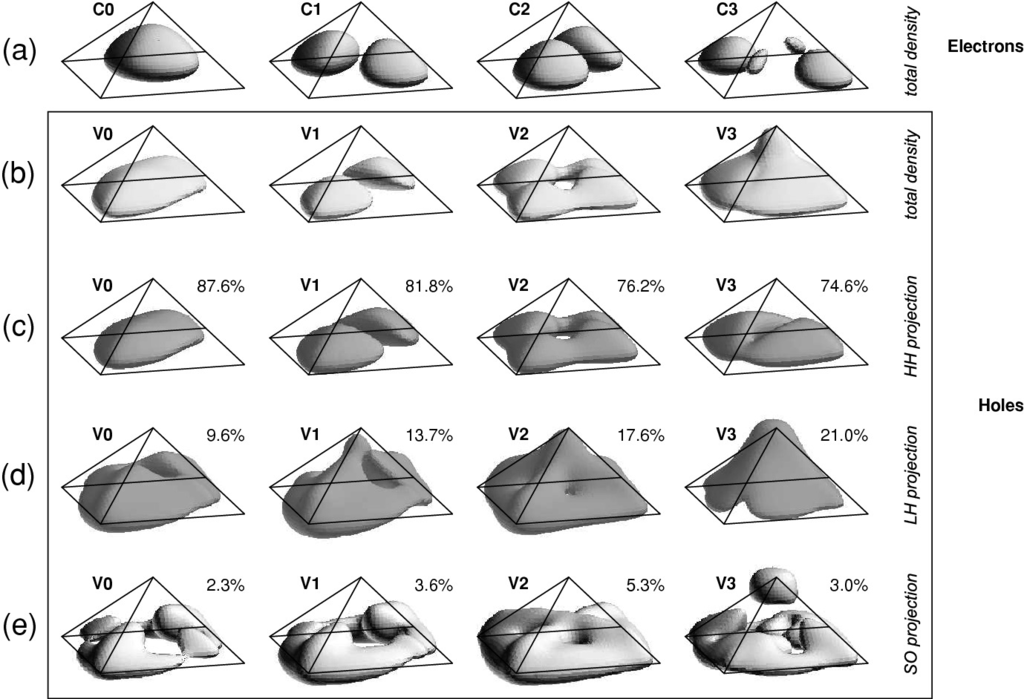 C0 C1 C2 C3
(a) total density Electrons
V0 V1 V2 V3
(b) total density
V0 87.6% V1 81.8% V2 76.2% V3 74.6%
(c) HH projection
Holes
V0 9.6% V1 13.7% V2 17.6% V3 21.0%
(d) LH projection
V0 2.3% V1 3.6% V2 5.3% V3 3.0%
(e) SO projection